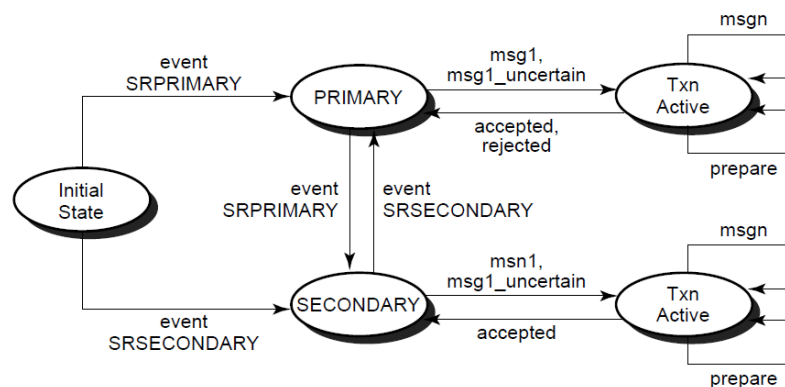 msgn
event
SRPRIMARY
msg1,
msg1_uncertain
PRIMARY
Txn
Active
accepted,
rejected
prepare
Initial
State
event
SRPRIMARY
event
SRSECONDARY
msgn
msn1,
msg1_uncertain
SECONDARY
Txn
Active
accepted
event
SRSECONDARY
prepare